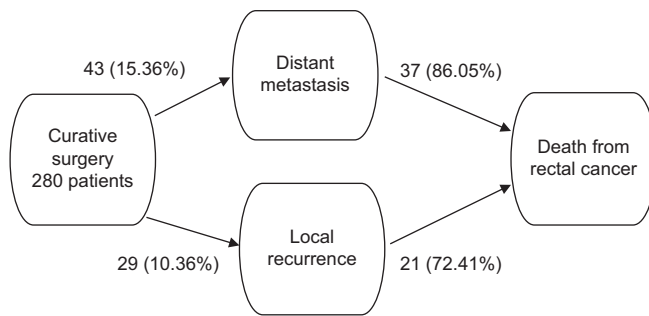 43 (15.36%)
Distant
metastasis
37 (86.05%)
Curative
surgery
280 patients
Death from
rectal cancer
29 (10.36%)
Local
recurrence
21 (72.41%)